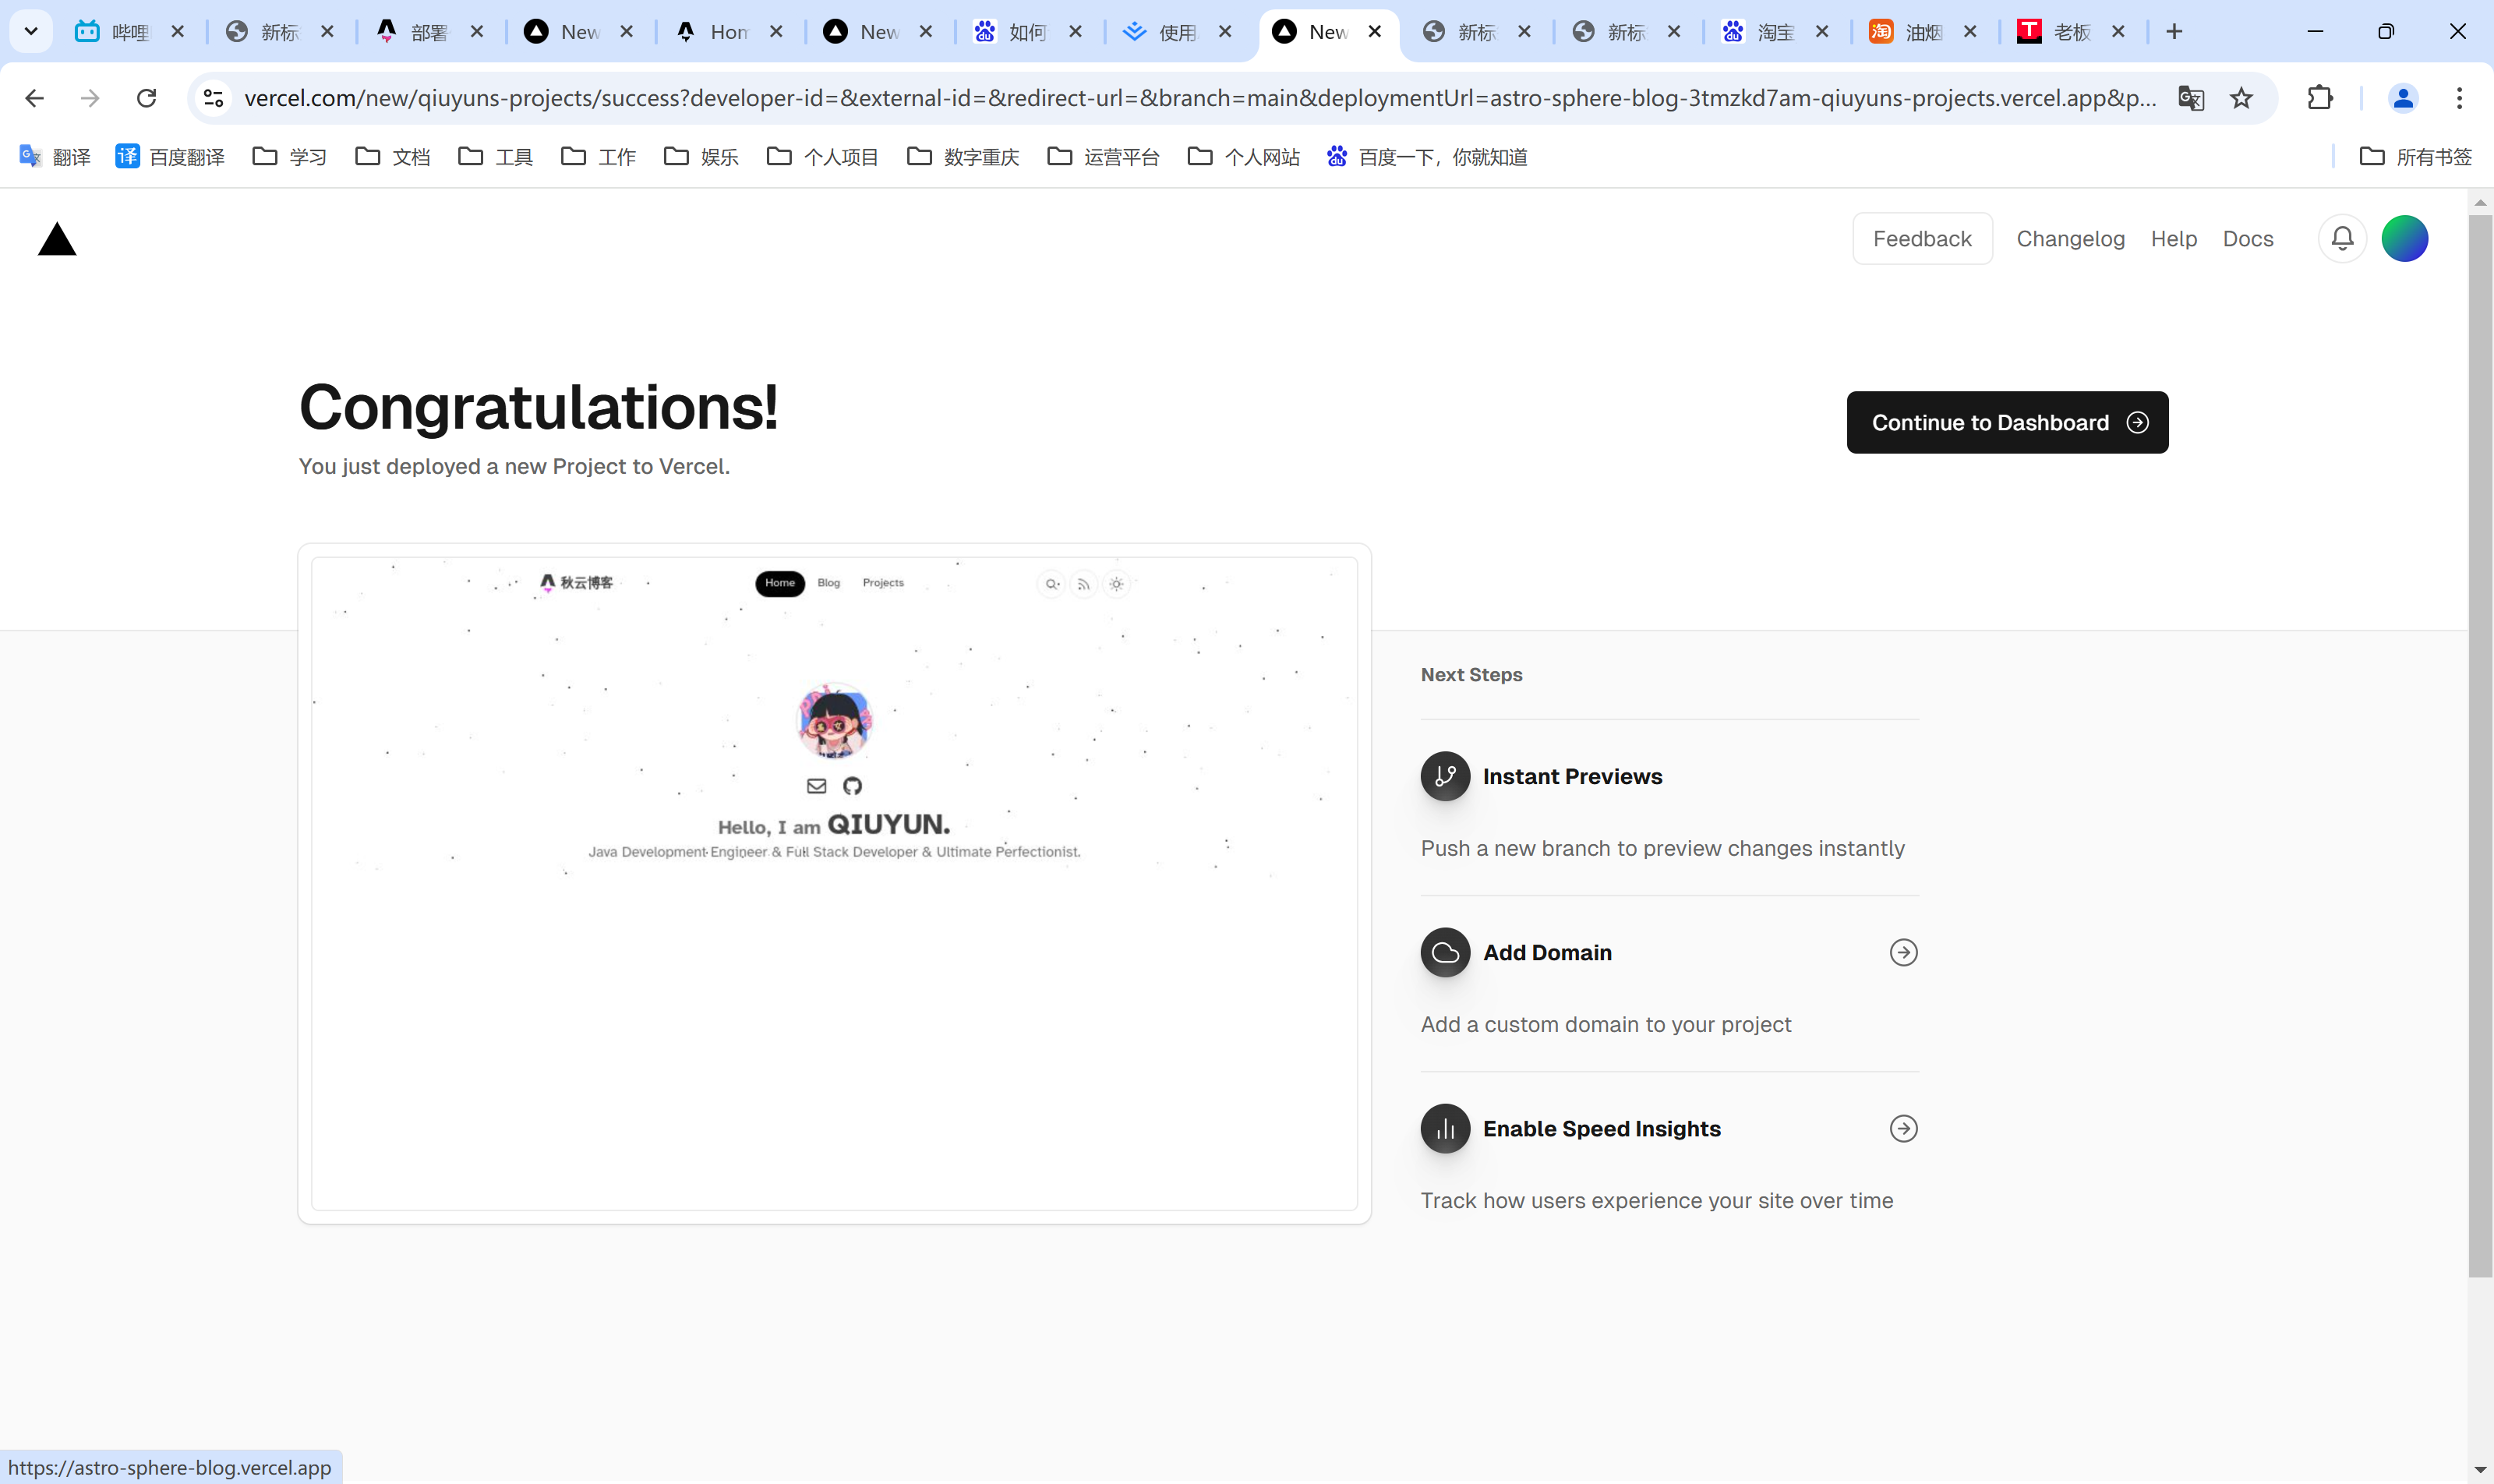 哔哩
新标
部署
New
Hom
New
如何
使用
New
新标
新标
淘宝
油烟
老板
vercel.com/new/qiuyuns-projects/success?developer-id=&external-id=&redirect-url=&branch=main&deploymentUrl=astro-sphere-blog-3tmzkd7am-qiuyuns-projects.vercel.app&p...
翻译
百度翻译
学习
文档
工具
工作
娱乐
个人项目
数字重庆
运营平台
个人网站
百度一下，你就知道
所有书签
Feedback
Changelog
Help
Docs
Congratulations!
You just deployed a new Project to Vercel.
Continue to Dashboard
秋云博客
Home
Blog
Projects
Hello, I am QIUYUN.
Java Development Engineer & Full Stack Developer & Ultimate Perfectionist.
Next Steps
Instant Previews
Push a new branch to preview changes instantly
Add Domain
Add a custom domain to your project
Enable Speed Insights
Track how users experience your site over time
https://astro-sphere-blog.vercel.app